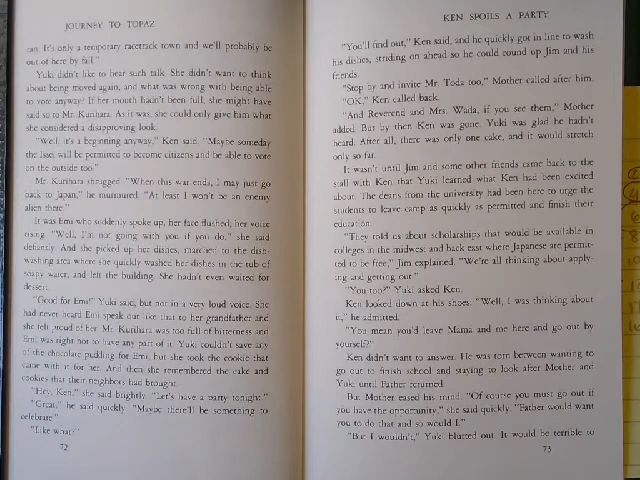 JOURNEY TO TOPAZ
can. It's only a temporary racetrack town and we'll probably be
out of here by fall."
Yuki didn't like to hear such talk. She didn't want to think
about being moved again, and what was wrong with being able
to vote anyway? If her mouth hadn't been full, she might have
said so to Mr. Kurihara. As it was, she could only give him what
she considered a disapproving look.
"Well, it's a beginning anyway," Ken said. "Maybe someday
the Issei will be permitted to become citizens and be able to vote
on the outside too."
Mr. Kurihara shrugged. "When this war ends, I may just go
back to Japan," he murmured. "At least I won't be an enemy
alien there."
It was Emi who suddenly spoke up, her face flushed, her voice
rising. "Well, I'm not going with you if you do," she said
defiantly. And she picked up her dishes, marched to the dish-
washing area where she quickly washed her dishes in the tub of
soapy water, and left the building. She hadn't even waited for
dessert.
"Good for Emi!" Yuki said, but not in a very loud voice. She
had never heard Emi speak out like that to her grandfather and
she felt proud of her. Mr. Kurihara was too full of bitterness and
Emi was right not to have any part of it. Yuki couldn't save any
of the chocolate pudding for Emi, but she took the cookie that
came with it for her. And then she remembered the cake and
cookies that their neighbors had brought.
"Hey, Ken," she said brightly. "Let's have a party tonight."
"Great," he said quickly. "Maybe there'll be something to
celebrate."
"Like what?"
72
KEN SPOILS A PARTY
"You'll find out," Ken said, and he quickly got in line to wash
his dishes, striding on ahead so he could round up Jim and his
friends.
"Stop by and invite Mr. Toda too," Mother called after him.
"OK," Ken called back.
"And Reverend and Mrs. Wada, if you see them," Mother
added. But by then Ken was gone. Yuki was glad he hadn't
heard. After all, there was only one cake, and it would stretch
only so far.
It wasn't until Jim and some other friends came back to the
stall with Ken that Yuki learned what Ken had been excited
about. The deans from the university had been here to urge the
students to leave camp as quickly as permitted and finish their
education.
"They told us about scholarships that would be available in
colleges in the midwest and back east where Japanese are permit-
ted to be free," Jim explained. "We're all thinking about apply-
ing and getting out."
"You too?" Yuki asked Ken.
Ken looked down at his shoes. "Well, I was thinking about
it," he admitted.
"You mean you'd leave Mama and me here and go out by
yourself?"
Ken didn't want to answer. He was torn between wanting to
go out to finish school and staying to look after Mother and
Yuki until Father returned.
But Mother eased his mind. "Of course you must go out if
you have the opportunity," she said quickly. "Father would want
you to do that and so would I."
"But I wouldn't," Yuki blurted out. It would be terrible to
73